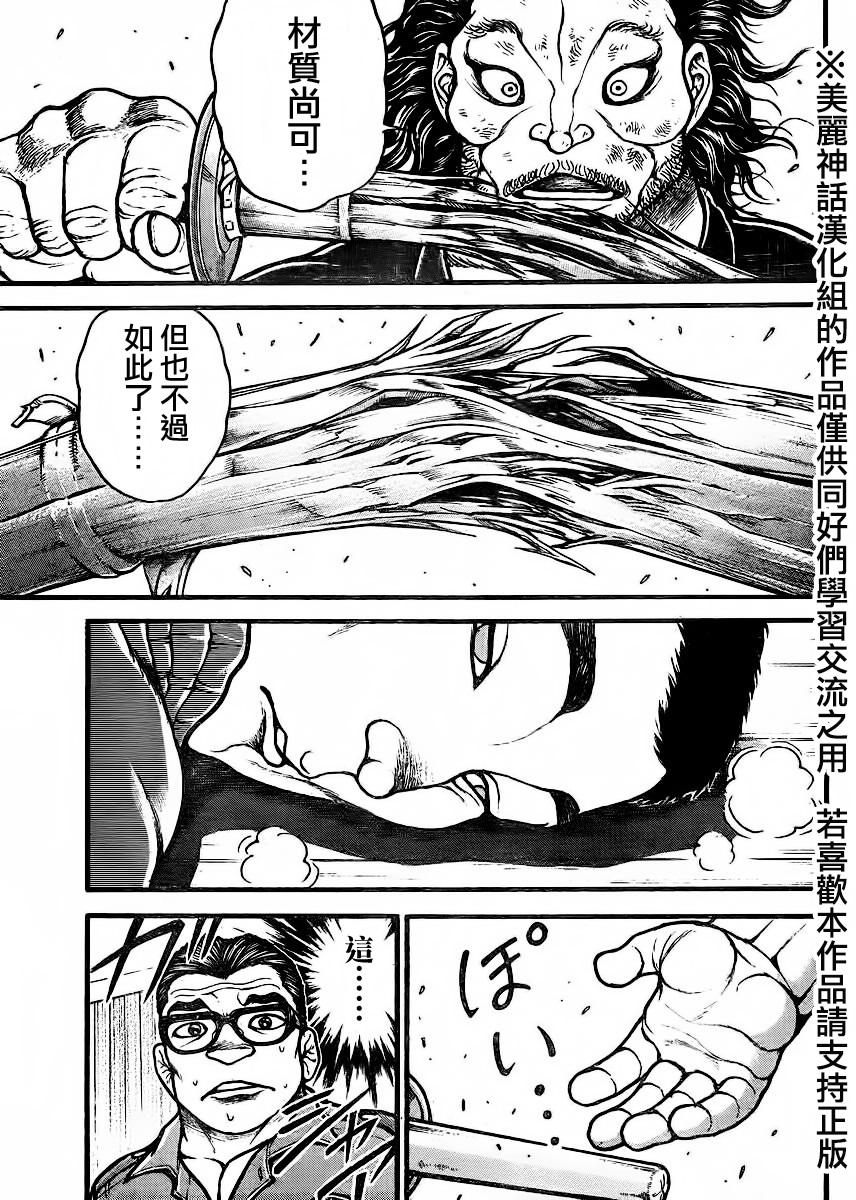 材質尚可…
但也不過
如此了……
ぽい…
這……
※美麗神話漢化組的作品僅供同好們學習交流之用ー若喜歡本作品請支持正版